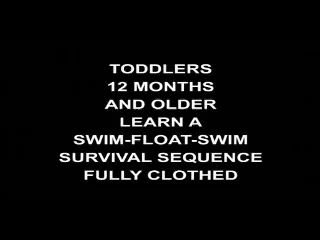 TODDLERS
12 MONTHS
AND OLDER
LEARN A
SWIM-FLOAT-SWIM
SURVIVAL SEQUENCE
FULLY CLOTHED